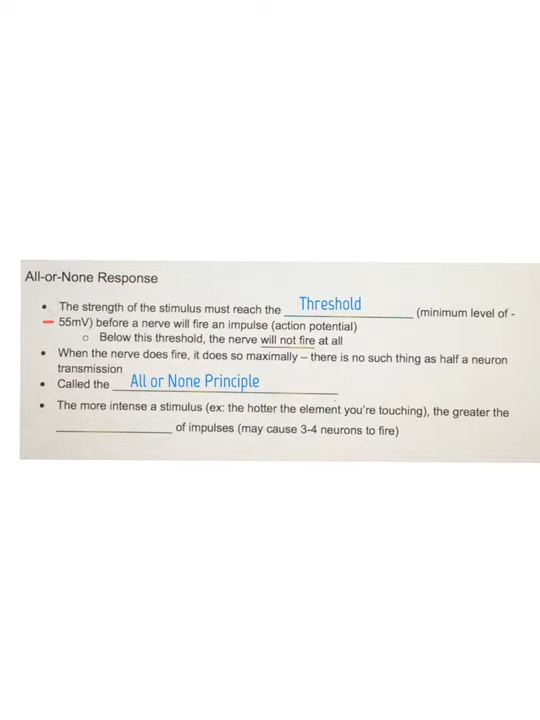 All-or-None Response
• The strength of the stimulus must reach the Threshold (minimum level of -
55mV) before a nerve will fire an impulse (action potential)
o Below this threshold, the nerve will not fire at all
• When the nerve does fire, it does so maximally – there is no such thing as half a neuron
transmission
• Called the All or None Principle
• The more intense a stimulus (ex: the hotter the element you're touching), the greater the
____________ of impulses (may cause 3-4 neurons to fire)